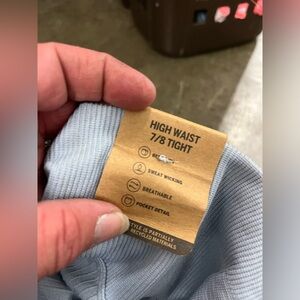 HIGH WAIST
7/8 TIGHT
SWEAT WICKING
BREATHABLE
POCKET DETAIL
STYLE IS PARTIALLY
RECYCLED MATERIALS